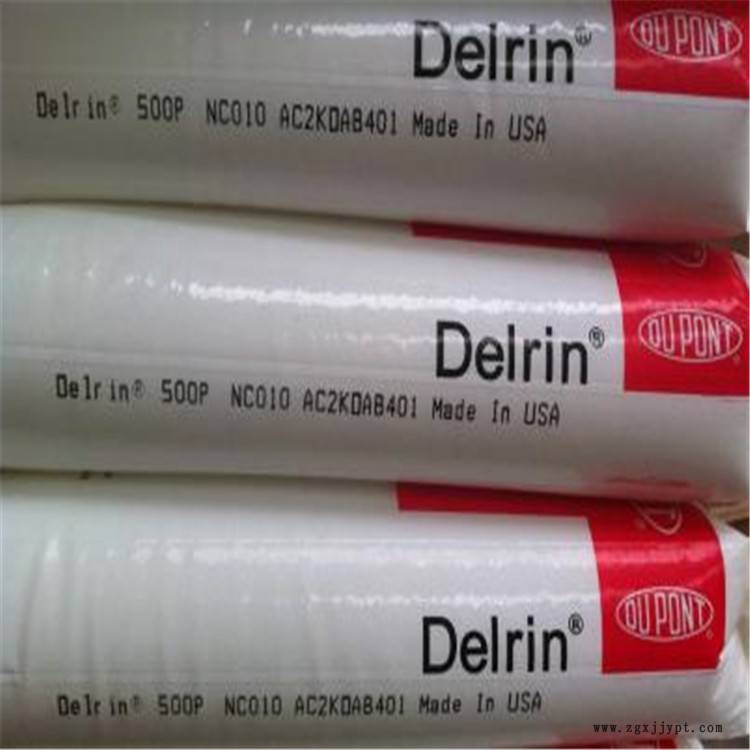 Delrin®
DU PONT
Delrin® 500P NC010 AC2KDAB401 Made In USA
Delrin®
DU PONT
Delrin® 500P NC010 AC2KDAB401 Made In USA
Delrin®
DU PONT®
Delrin® 500P NC010 AC2KDAB401 Made In USA
www.zgxjjypt.com